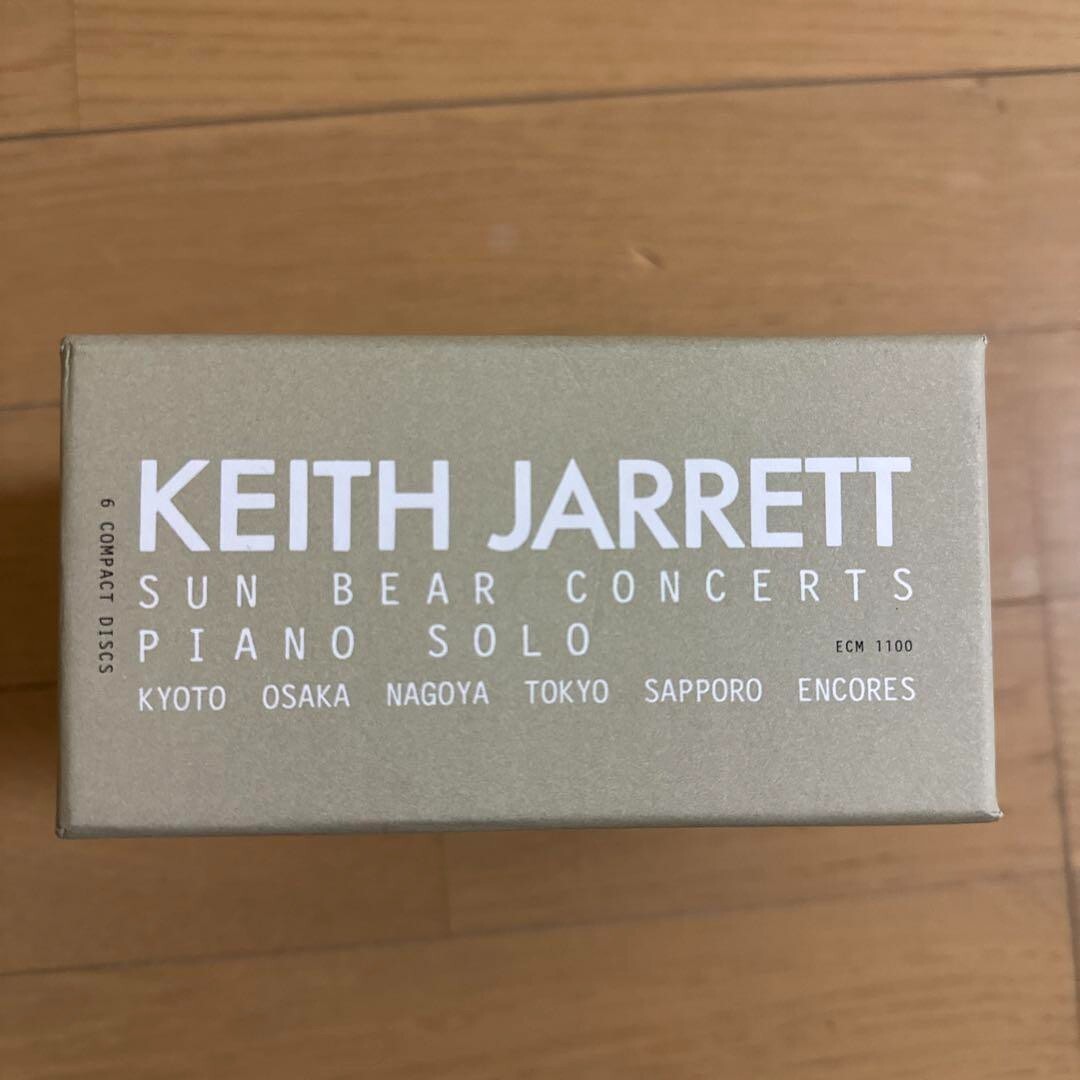 KEITH JARRETT
SUN BEAR CONCERTS
PIANO SOLO
ECM 1100
KYOTO OSAKA NAGOYA TOKYO SAPPORO ENCORES
6 COMPACT DISCS